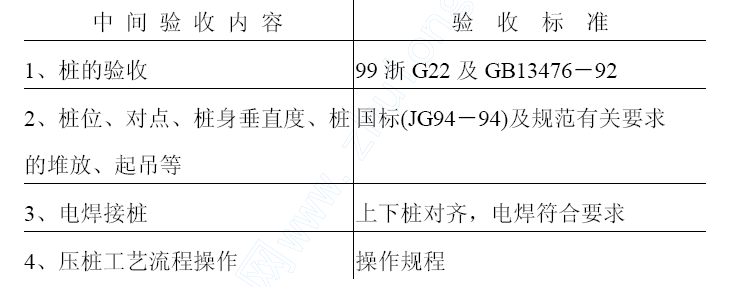 中间验收内容 验收标准
1、桩的验收 99浙G22及GB13476－92
2、桩位、对点、桩身垂直度、桩 国标(JG94－94)及规范有关要求
的堆放、起吊等
3、电焊接桩 上下桩对齐，电焊符合要求
4、压桩工艺流程操作 操作规程